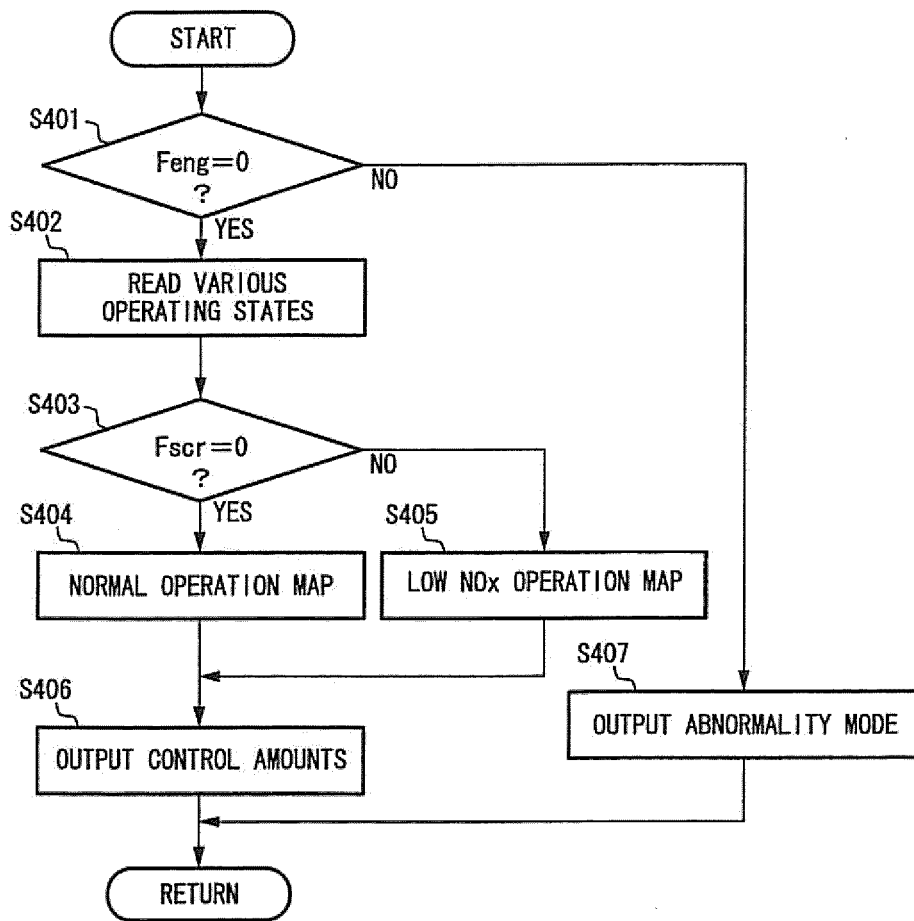 START
S401
Feng=0
?
NO
YES
S402
READ VARIOUS
OPERATING STATES
S403
Fscr=0
?
NO
YES
S404
NORMAL OPERATION MAP
S405
LOW NOx OPERATION MAP
S406
OUTPUT CONTROL AMOUNTS
S407
OUTPUT ABNORMALITY MODE
RETURN